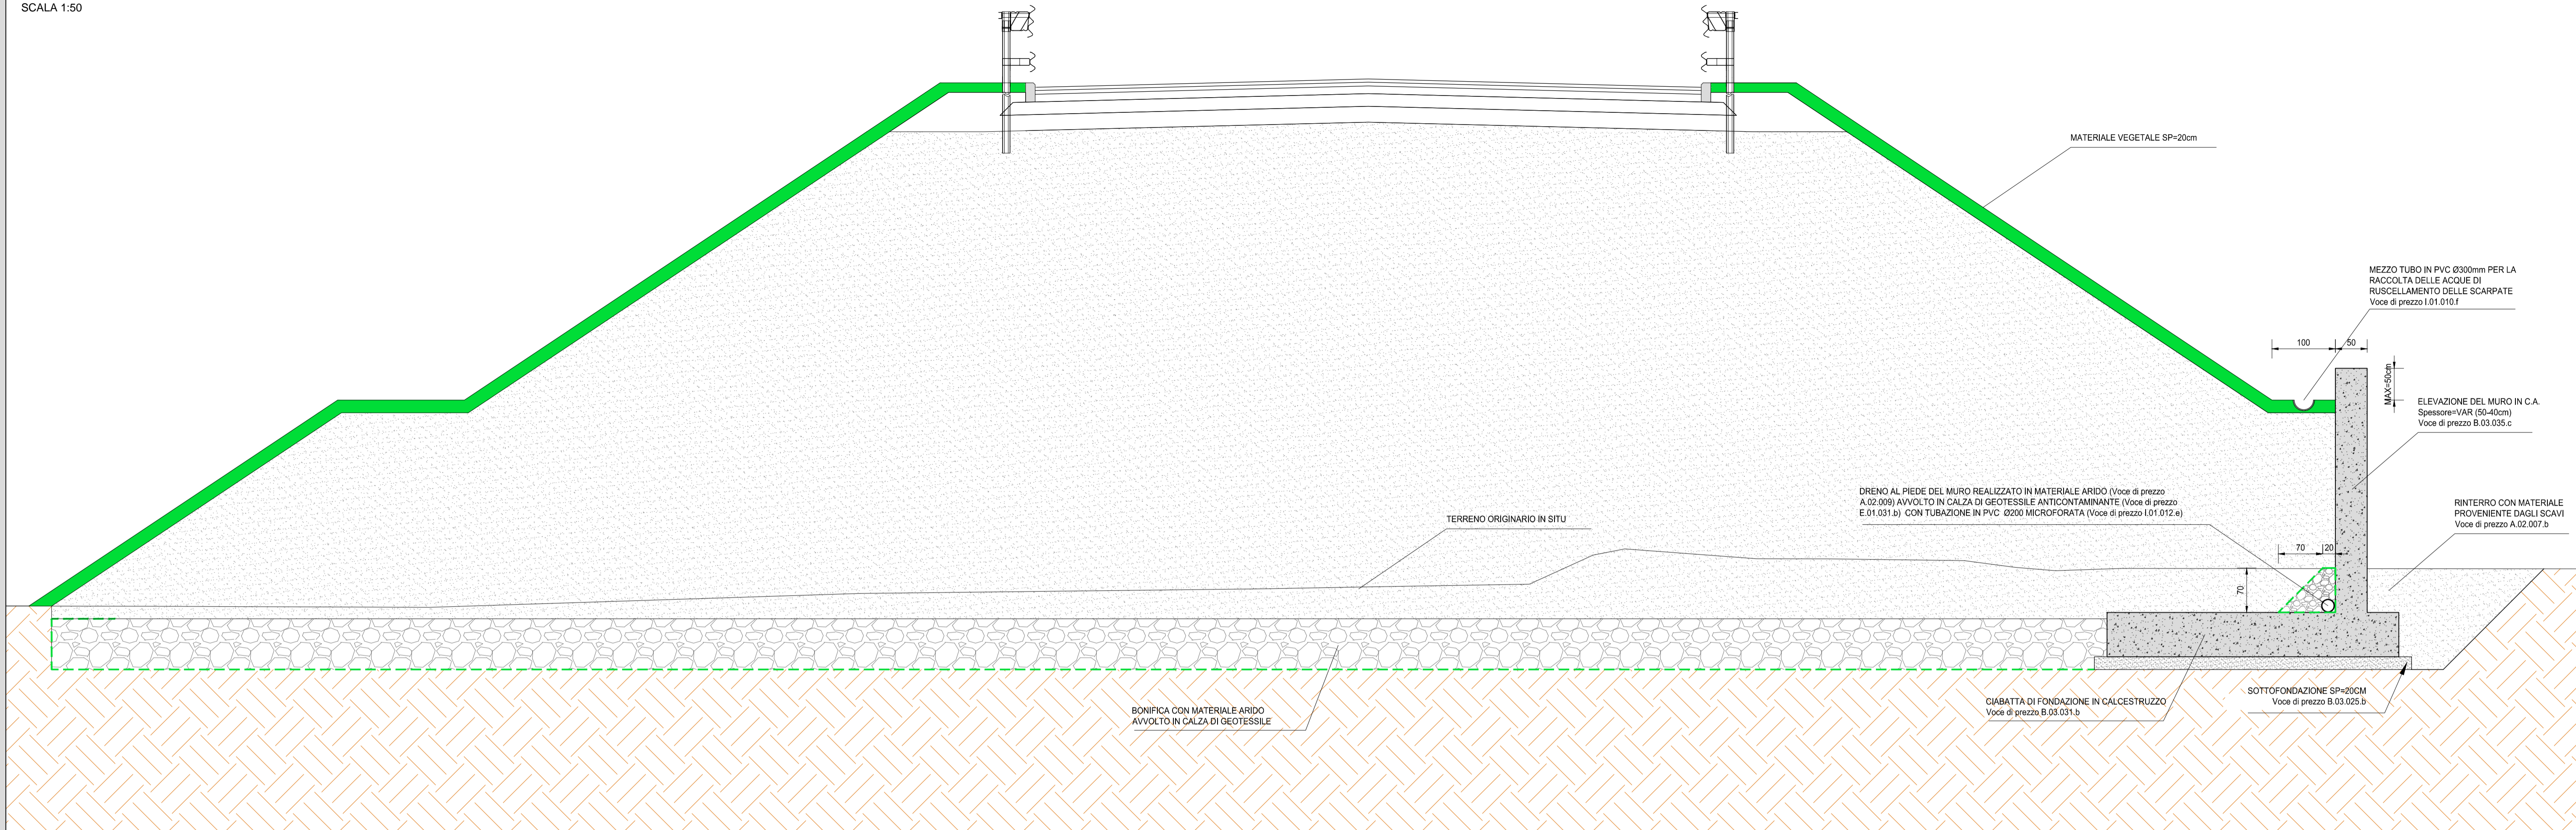 SCALA 1:50
MATERIALE VEGETALE SP=20cm
MEZZO TUBO IN PVC Ø300mm PER LA
RACCOLTA DELLE ACQUE DI
RUSCELLAMENTO DELLE SCARPATE
Voce di prezzo I.01.010.f
100
50
MAX=50cm
ELEVAZIONE DEL MURO IN C.A.
Spessore=VAR (50-40cm)
Voce di prezzo B.03.035.c
DRENO AL PIEDE DEL MURO REALIZZATO IN MATERIALE ARIDO (Voce di prezzo
A.02.009) AVVOLTO IN CALZA DI GEOTESSILE ANTICONTAMINANTE (Voce di prezzo
E.01.031.b) CON TUBAZIONE IN PVC Ø200 MICROFORATA (Voce di prezzo I.01.012.e)
RINTERRO CON MATERIALE
PROVENIENTE DAGLI SCAVI
Voce di prezzo A.02.007.b
TERRENO ORIGINARIO IN SITU
70
20
70
BONIFICA CON MATERIALE ARIDO
AVVOLTO IN CALZA DI GEOTESSILE
CIABATTA DI FONDAZIONE IN CALCESTRUZZO
Voce di prezzo B.03.031.b
SOTTOFONDAZIONE SP=20CM
Voce di prezzo B.03.025.b